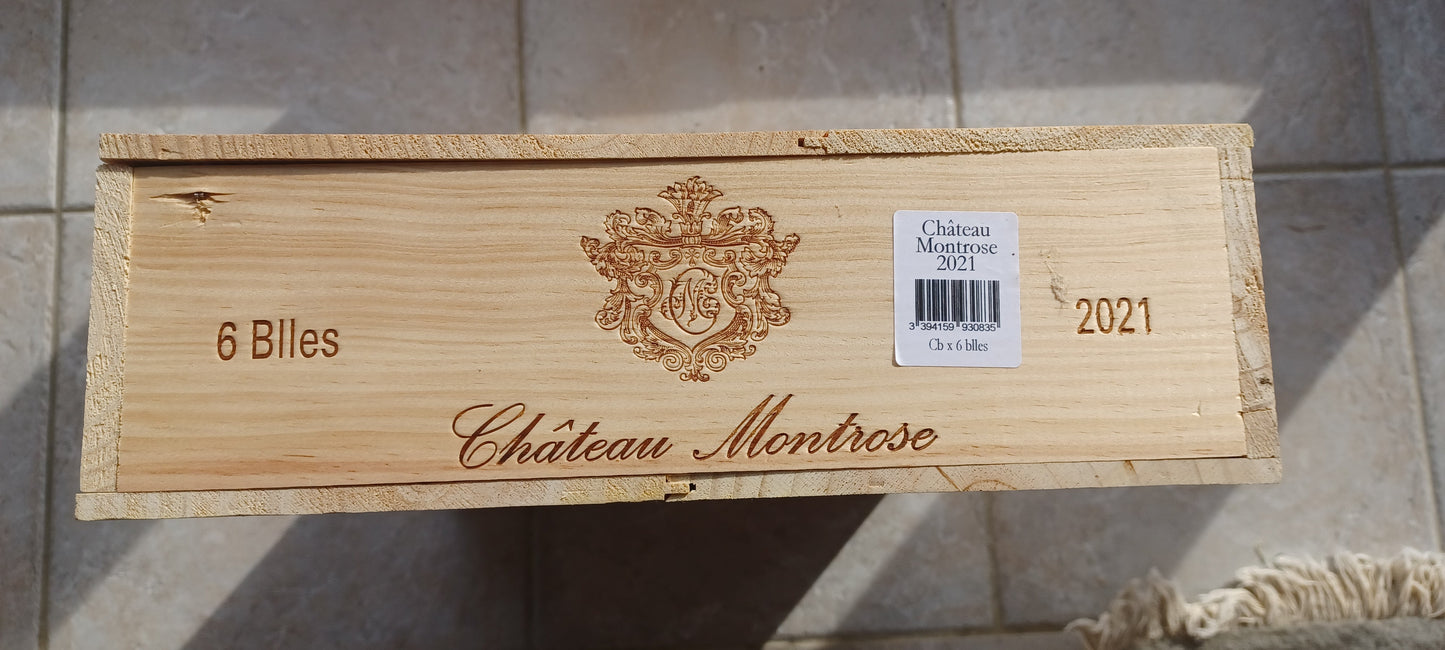 6 Blles
Château
Montrose
2021
3 394159 930835
Cb x 6 blles
2021
Château Montrose